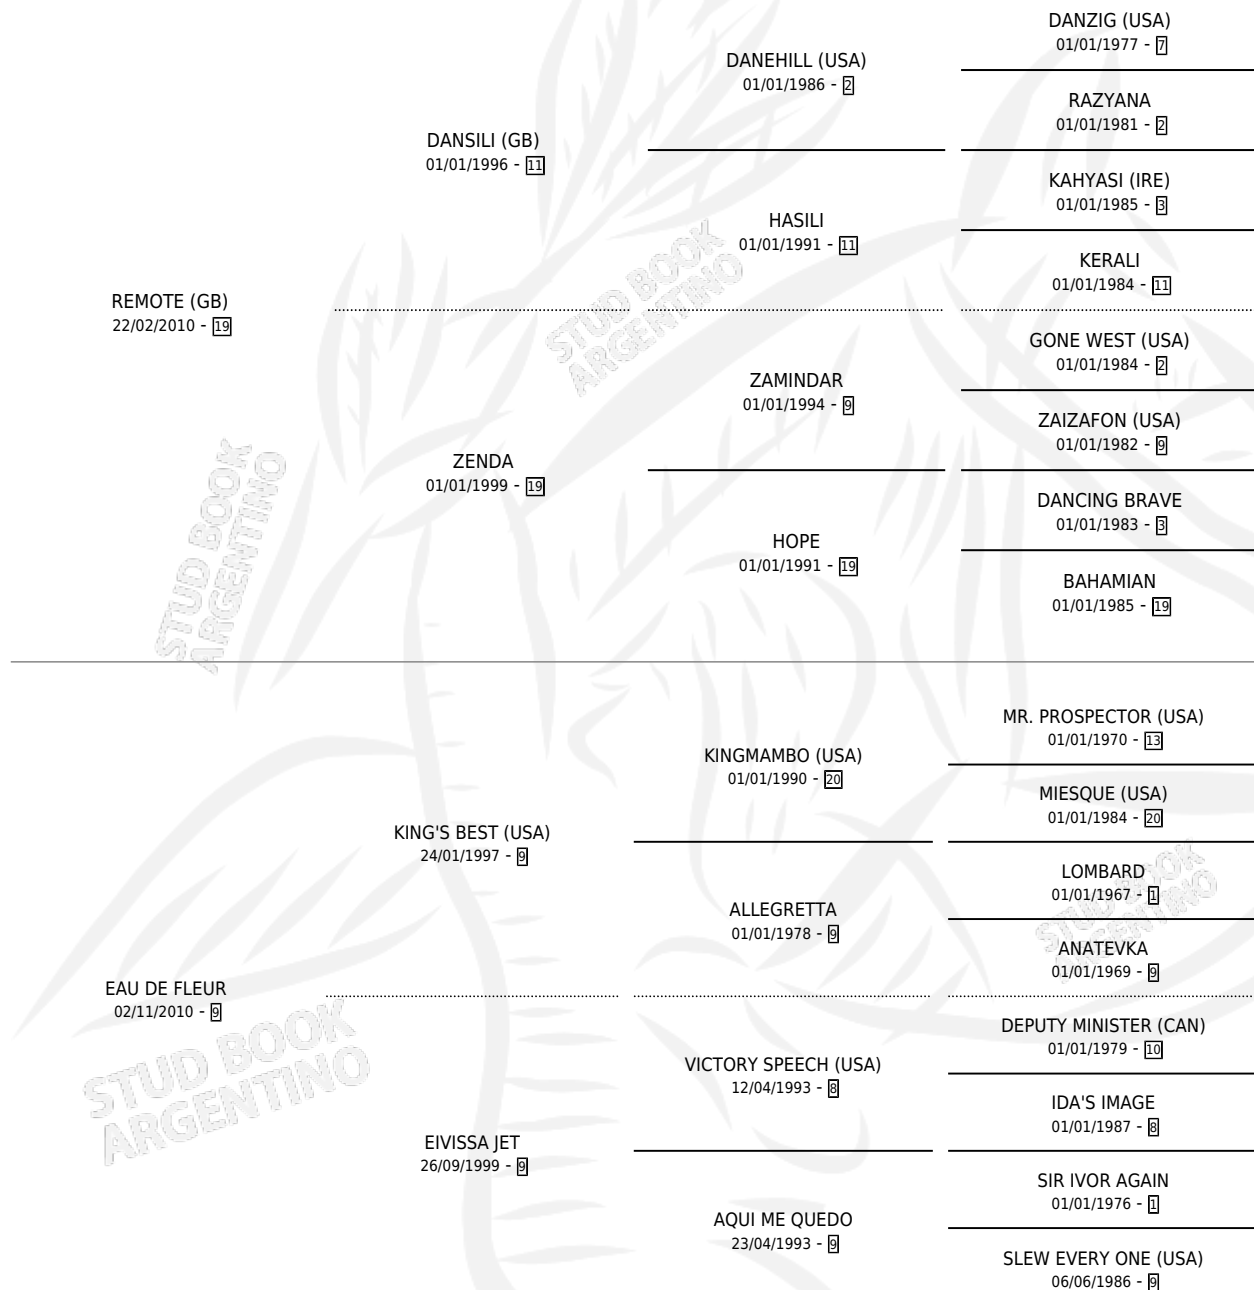 DANZIG (USA)
01/01/1977 - 7
DANEHILL (USA)
01/01/1986 - 2
RAZYANA
01/01/1981 - 2
DANSILI (GB)
01/01/1996 - 11
KAHYASI (IRE)
01/01/1985 - 3
HASILI
01/01/1991 - 11
KERALI
01/01/1984 - 11
REMOTE (GB)
22/02/2010 - 19
GONE WEST (USA)
01/01/1984 - 2
ZAMINDAR
01/01/1994 - 9
ZAIZAFON (USA)
01/01/1982 - 9
ZENDA
01/01/1999 - 19
DANCING BRAVE
01/01/1983 - 3
HOPE
01/01/1991 - 19
BAHAMIAN
01/01/1985 - 19
MR. PROSPECTOR (USA)
01/01/1970 - 13
KINGMAMBO (USA)
01/01/1990 - 20
MIESQUE (USA)
01/01/1984 - 20
KING'S BEST (USA)
24/01/1997 - 9
LOMBARD
01/01/1967 - 1
ALLEGRETTA
01/01/1978 - 9
ANATEVKA
01/01/1969 - 9
EAU DE FLEUR
02/11/2010 - 9
DEPUTY MINISTER (CAN)
01/01/1979 - 10
VICTORY SPEECH (USA)
12/04/1993 - 8
IDA'S IMAGE
01/01/1987 - 8
EIVISSA JET
26/09/1999 - 9
SIR IVOR AGAIN
01/01/1976 - 1
AQUI ME QUEDO
23/04/1993 - 9
SLEW EVERY ONE (USA)
06/06/1986 - 9
STUD BOOK
ARGENTINO
STUD BOOK
ARGENTINO
STUD BOOK
ARGENTINO
STUD BOOK
ARGENTINO